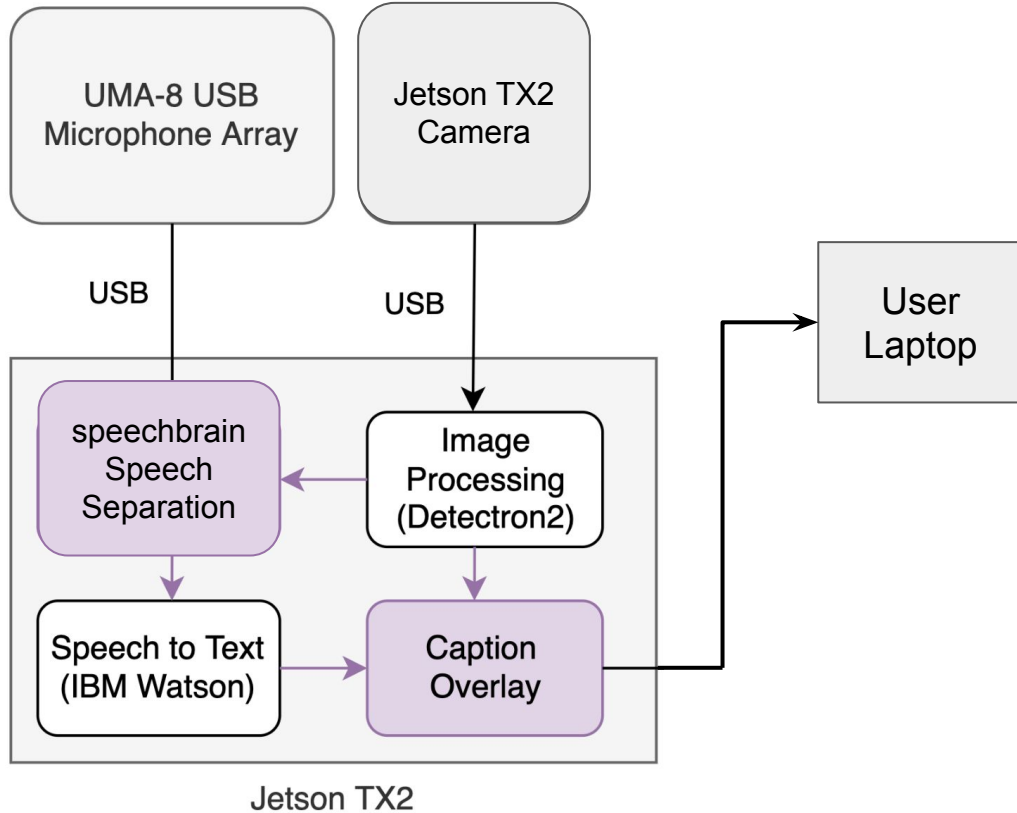 UMA-8 USB
Microphone Array
Jetson TX2
Camera
USB
USB
User
Laptop
speechbrain
Speech
Separation
Image
Processing
(Detectron2)
Speech to Text
(IBM Watson)
Caption
Overlay
Jetson TX2